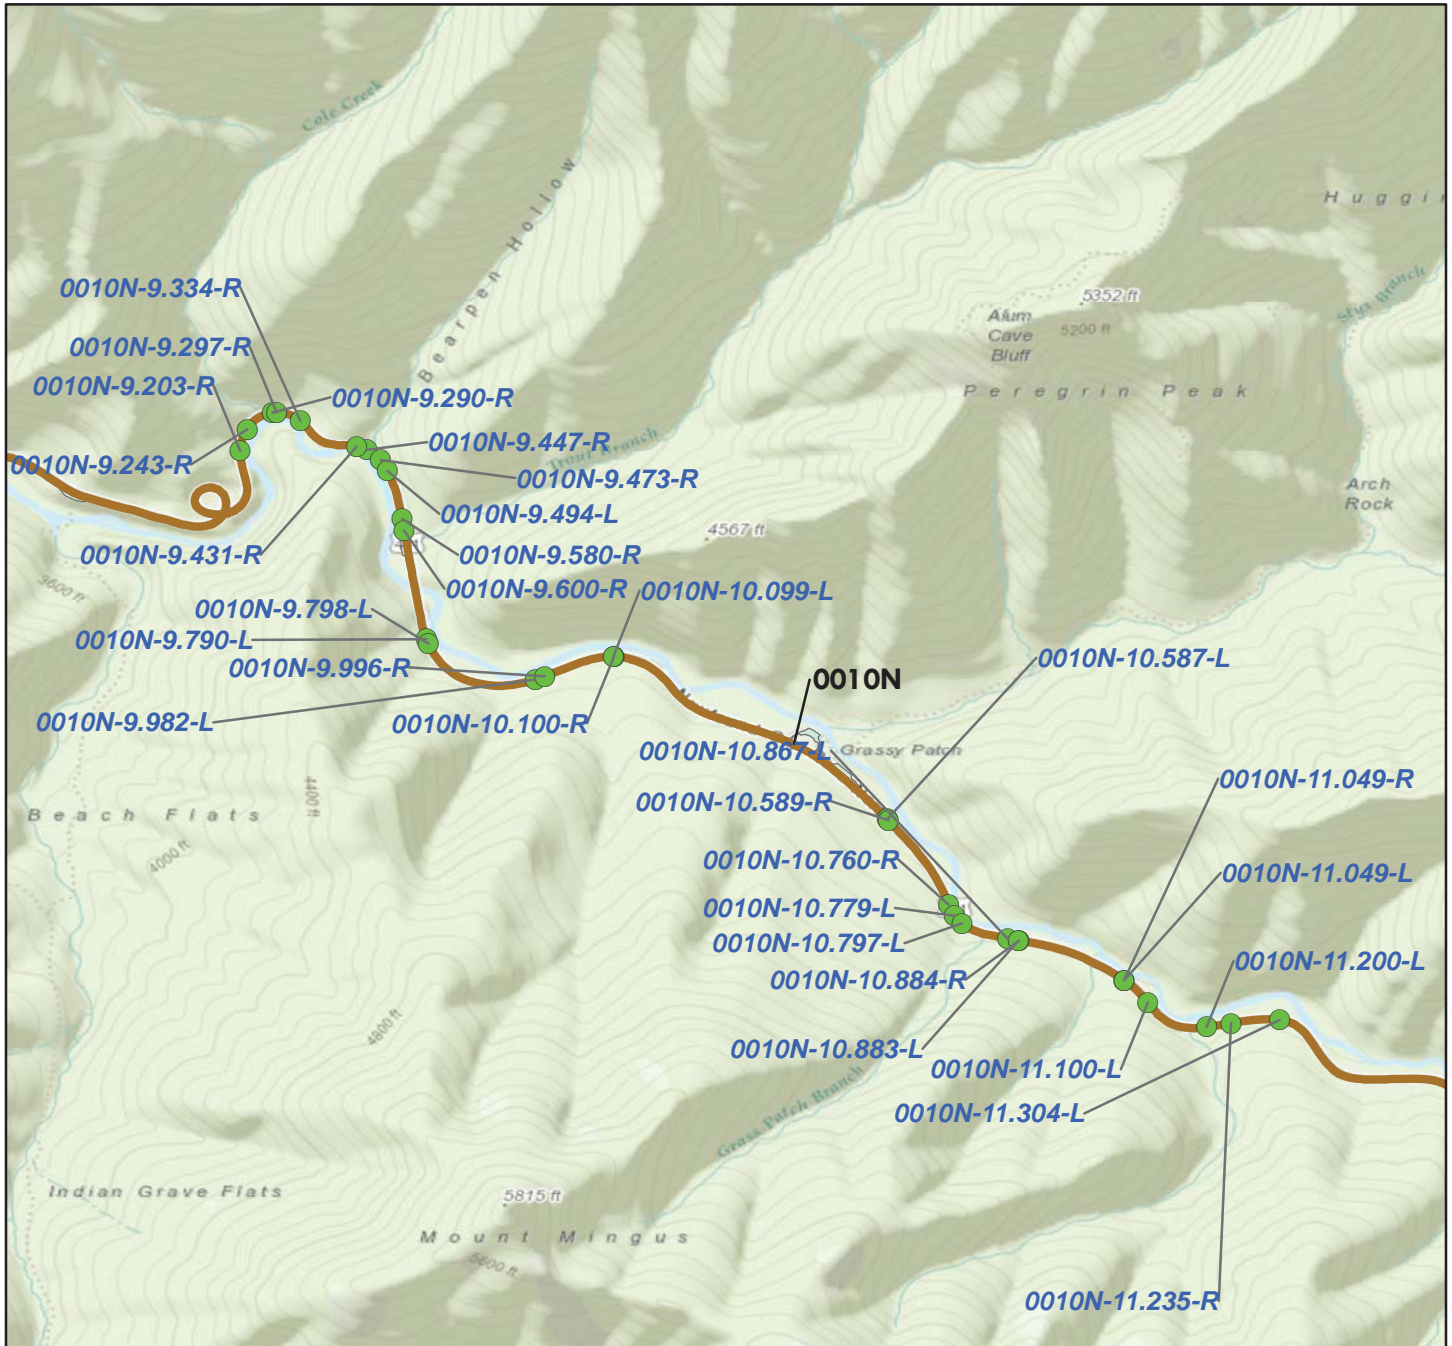 Cole Creek
Bearpen Hollow
Huggin
Styx Branch
0010N-9.334-R
5352 ft
Alum
Cave
Bluff
5200 ft
0010N-9.297-R
0010N-9.203-R
0010N-9.290-R
Peregrin Peak
0010N-9.447-R
Trout Branch
0010N-9.243-R
0010N-9.473-R
Arch
Rock
0010N-9.494-L
4567 ft
0010N-9.431-R
0010N-9.580-R
3600 ft
0010N-9.600-R
0010N-10.099-L
0010N-9.798-L
0010N-9.790-L
0010N-9.996-R
0010N-10.587-L
0010N
0010N-9.982-L
0010N-10.100-R
0010N-10.867-L
Grassy Patch
0010N-11.049-R
4400 ft
0010N-10.589-R
Beach Flats
4000 ft
0010N-10.760-R
0010N-11.049-L
0010N-10.779-L
0010N-10.797-L
0010N-11.200-L
0010N-10.884-R
4800 ft
0010N-10.883-L
0010N-11.100-L
Grass Patch Branch
0010N-11.304-L
Indian Grave Flats
5815 ft
Mount Mingus
5600 ft
0010N-11.235-R